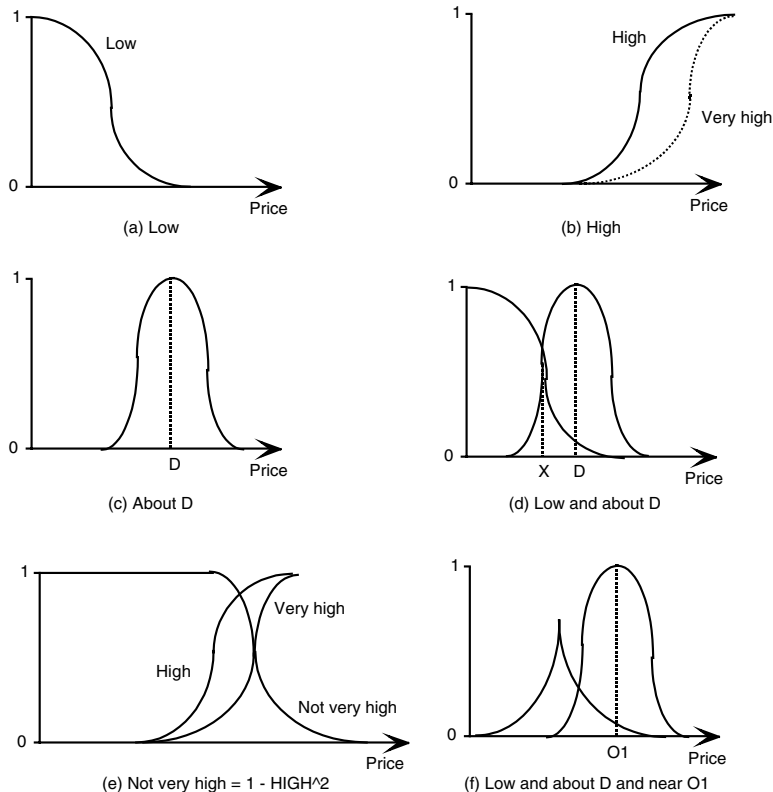 1
Low
0
Price
(a) Low
1
High
Very high
0
Price
(b) High
1
0
D
Price
(c) About D
1
0
X D
Price
(d) Low and about D
1
Very high
High
Not very high
0
Price
(e) Not very high = 1 - HIGH^2
1
0
O1
Price
(f) Low and about D and near O1